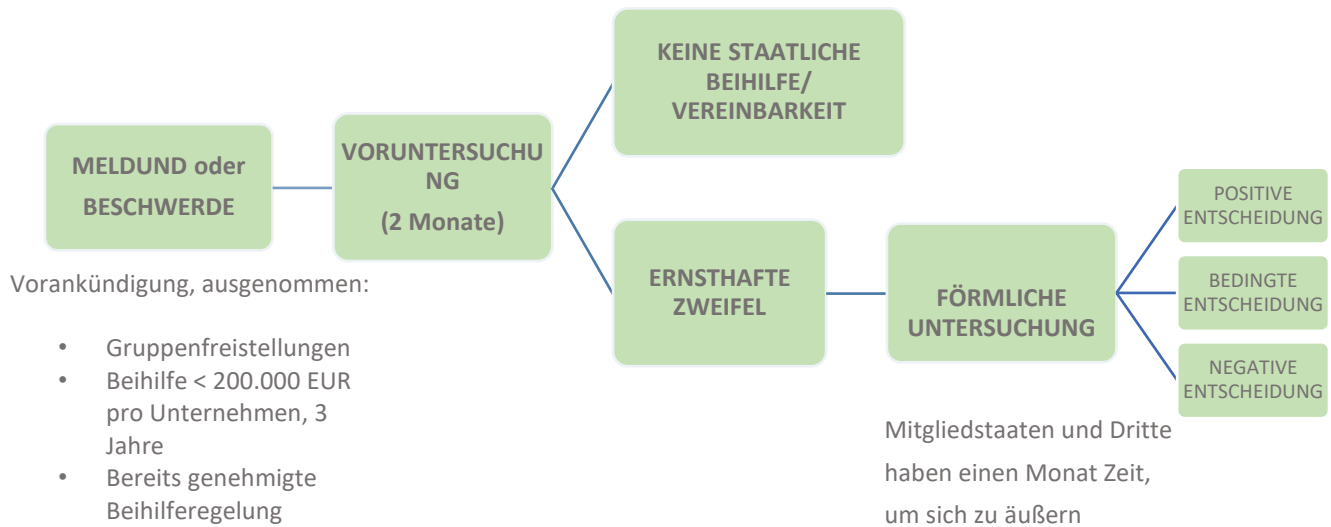 MELDUND oder
BESCHWERDE
VORUNTERSUCHU
NG
(2 Monate)
KEINE STAATLICHE
BEIHILFE/
VEREINBARKEIT
ERNSTHAFTE
ZWEIFEL
FÖRMLICHE
UNTERSUCHUNG
POSITIVE
ENTSCHEIDUNG
BEDINGTE
ENTSCHEIDUNG
NEGATIVE
ENTSCHEIDUNG
Vorankündigung, ausgenommen:
• Gruppenfreistellungen
• Beihilfe < 200.000 EUR
pro Unternehmen, 3
Jahre
• Bereits genehmigte
Beihilferegelung
Mitgliedstaaten und Dritte
haben einen Monat Zeit,
um sich zu äußern